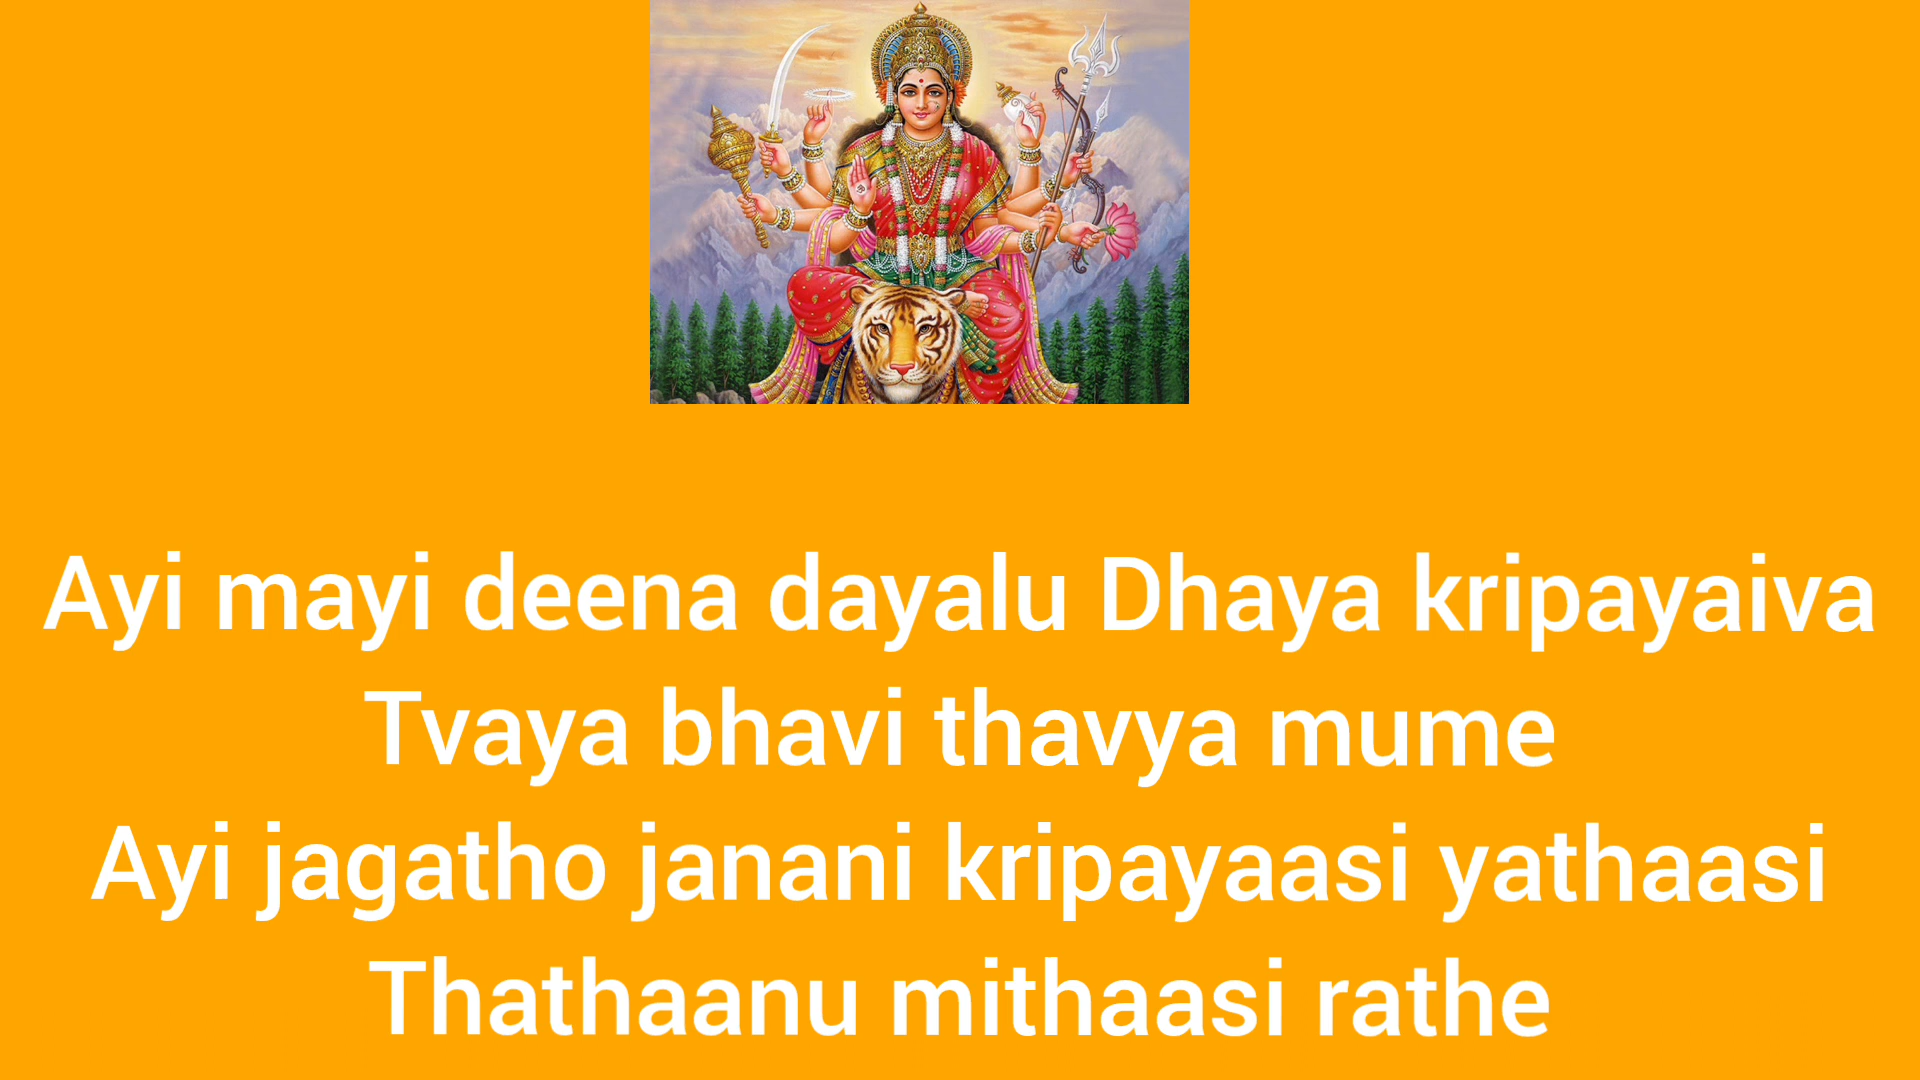 Ayi mayi deena dayalu Dhaya kripayaiva
Tvaya bhavi thavya mume
Ayi jagatho janani kripayaasi yathaasi
Thathaanu mithaasi rathe